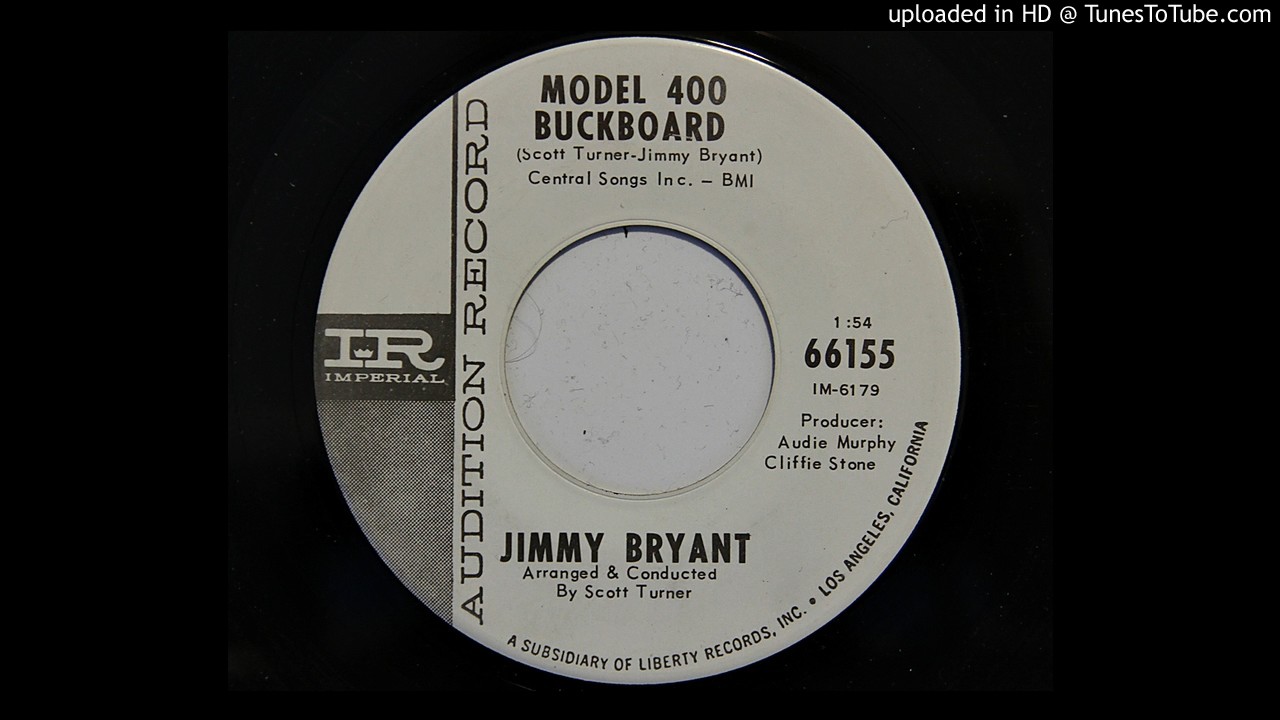 uploaded in HD @ TunesToTube.com
MODEL 400
BUCKBOARD
(Scott Turner-Jimmy Bryant)
Central Songs Inc. – BMI
AUDITION RECORD
IR
IMPERIAL
1:54
66155
IM-6179
Producer:
Audie Murphy
Cliffie Stone
JIMMY BRYANT
Arranged & Conducted
By Scott Turner
A SUBSIDIARY OF LIBERTY RECORDS, INC. • LOS ANGELES, CALIFORNIA